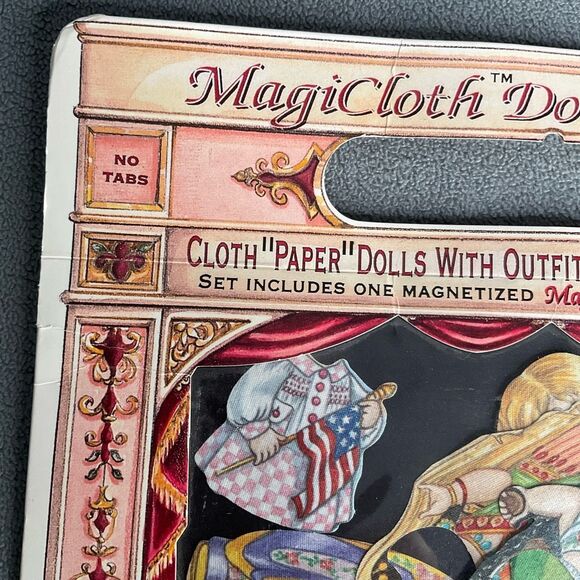 MagiCloth™ Do
NO
TABS
CLOTH "PAPER" DOLLS WITH OUTFIT
SET INCLUDES ONE MAGNETIZED Ma